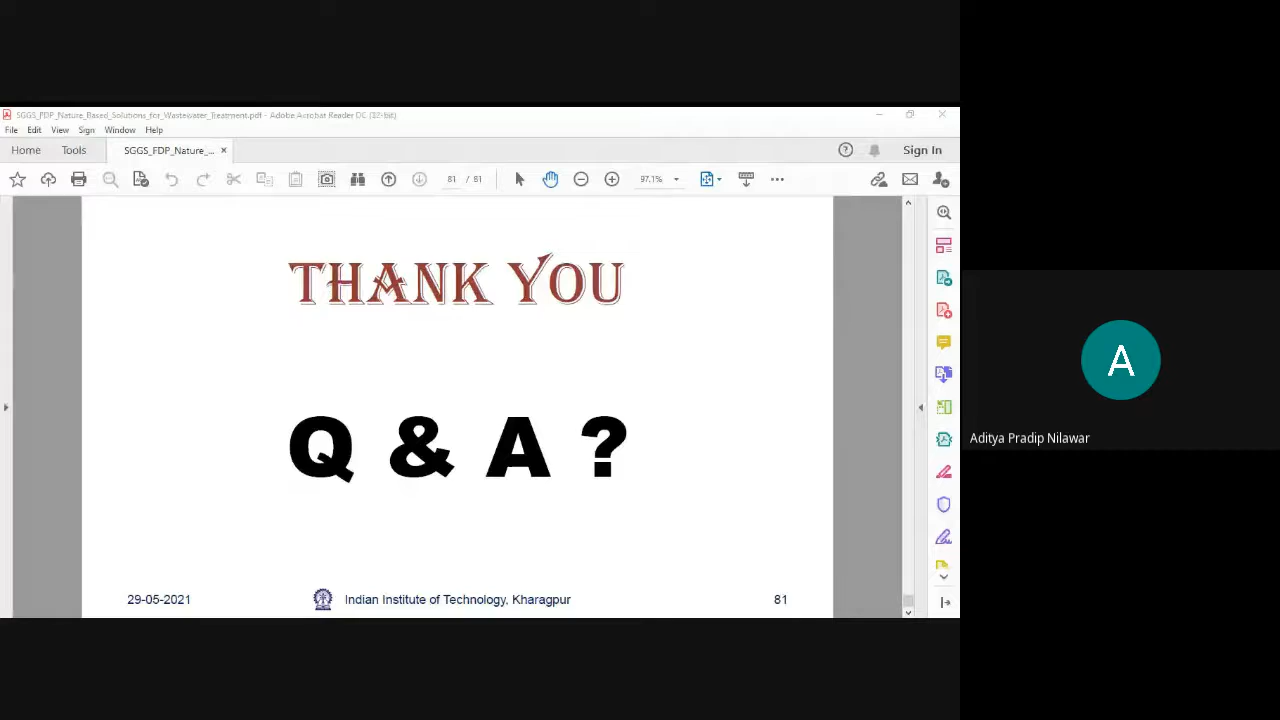 SGGS_FDP_Nature_Based_Solutions_for_Wastewater_Treatment.pdf - Adobe Acrobat Reader DC (32-bit)
File Edit View Sign Window Help
Home Tools SGGS_FDP_Nature_... × Sign In
81 / 81 97.1%
THANK YOU
Q & A ?
29-05-2021 Indian Institute of Technology, Kharagpur 81
A
Aditya Pradip Nilawar